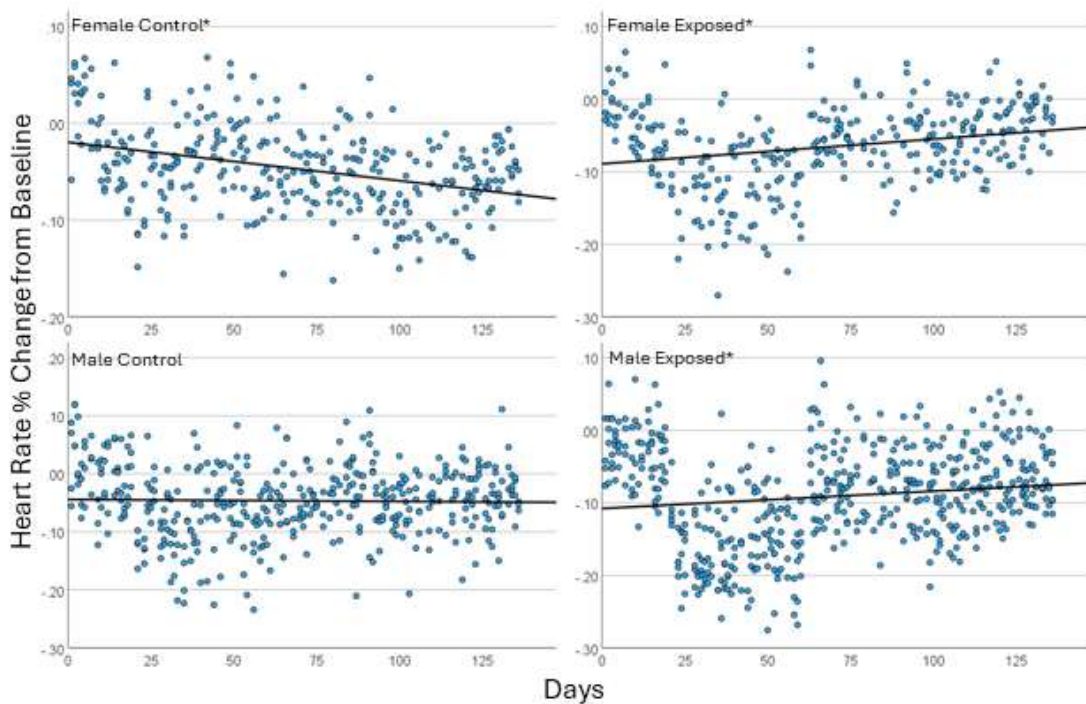 Heart Rate % Change from Baseline
Female Control*
.10
.00
-.10
-.20
0 25 50 75 100 125
Female Exposed*
.10
.00
-.10
-.20
-.30
0 25 50 75 100 125
Male Control
.20
.10
.00
-.10
-.20
-.30
0 25 50 75 100 125
Male Exposed*
.10
.00
-.10
-.20
-.30
0 25 50 75 100 125
Days